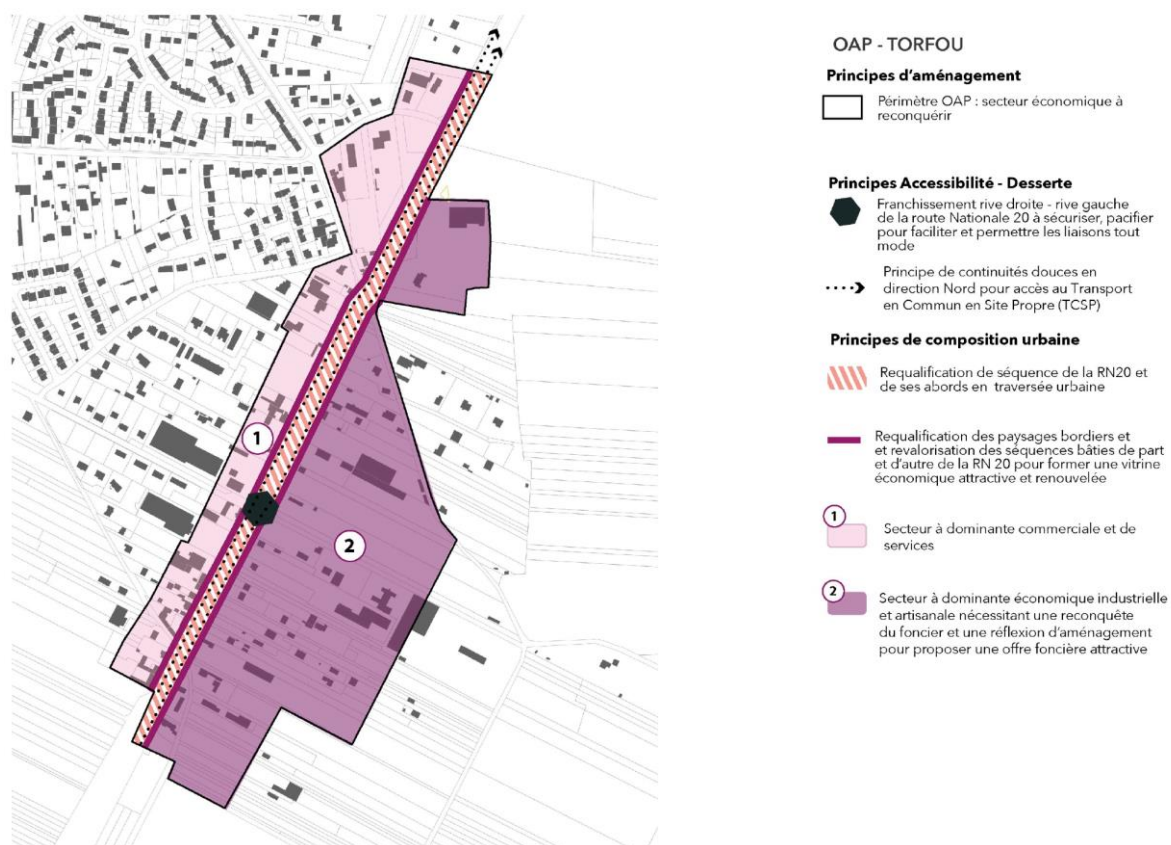 OAP - TORFOU
Principes d'aménagement
Périmètre OAP : secteur économique à
reconquérir
Principes Accessibilité - Desserte
Franchissement rive droite - rive gauche
de la route Nationale 20 à sécuriser, pacifier
pour faciliter et permettre les liaisons tout
mode
Principe de continuités douces en
direction Nord pour accès au Transport
en Commun en Site Propre (TCSP)
Principes de composition urbaine
Requalification de séquence de la RN20 et
de ses abords en traversée urbaine
Requalification des paysages bordiers et
et revalorisation des séquences bâties de part
et d'autre de la RN 20 pour former une vitrine
économique attractive et renouvelée
1
Secteur à dominante commerciale et de
services
2
Secteur à dominante économique industrielle
et artisanale nécessitant une reconquête
du foncier et une réflexion d'aménagement
pour proposer une offre foncière attractive
1
2